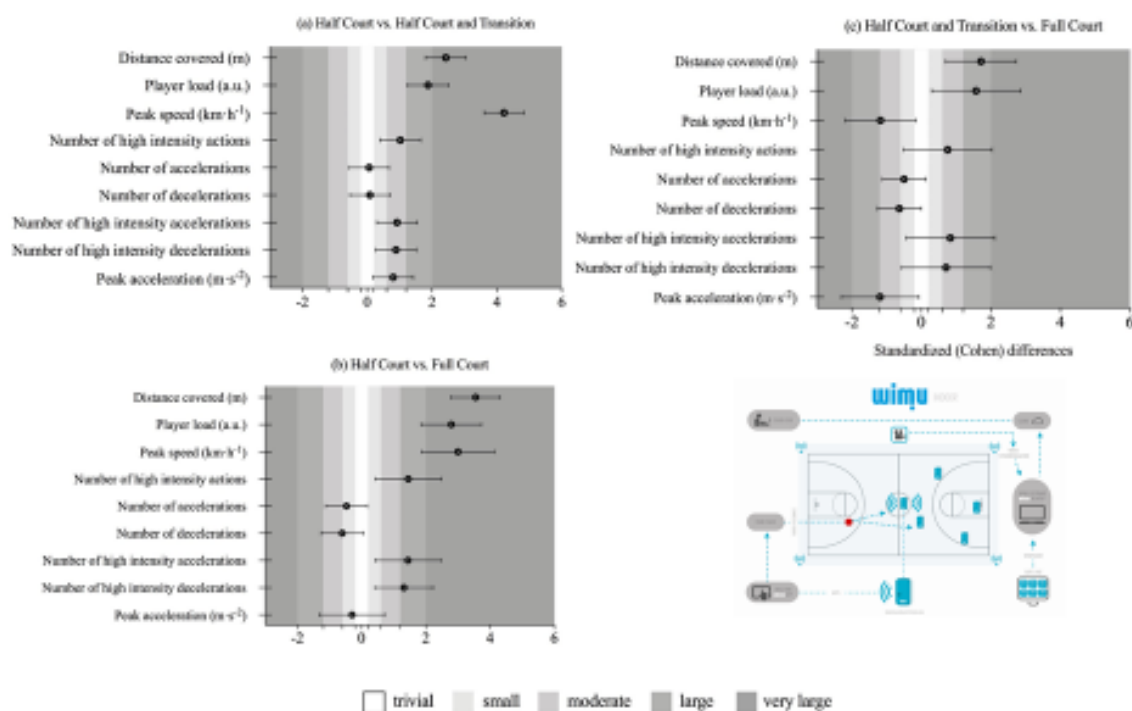 (a) Half Court vs. Half Court and Transition
Distance covered (m)
Player load (a.u.)
Peak speed (km·h⁻¹)
Number of high intensity actions
Number of accelerations
Number of decelerations
Number of high intensity accelerations
Number of high intensity decelerations
Peak acceleration (m·s⁻²)
-2 0 2 4 6
(b) Half Court vs. Full Court
Distance covered (m)
Player load (a.u.)
Peak speed (km·h⁻¹)
Number of high intensity actions
Number of accelerations
Number of decelerations
Number of high intensity accelerations
Number of high intensity decelerations
Peak acceleration (m·s⁻²)
-2 0 2 4 6
(c) Half Court and Transition vs. Full Court
Distance covered (m)
Player load (a.u.)
Peak speed (km·h⁻¹)
Number of high intensity actions
Number of accelerations
Number of decelerations
Number of high intensity accelerations
Number of high intensity decelerations
Peak acceleration (m·s⁻²)
-2 0 2 4 6
Standardized (Cohen) differences
wimu
trivial small moderate large very large